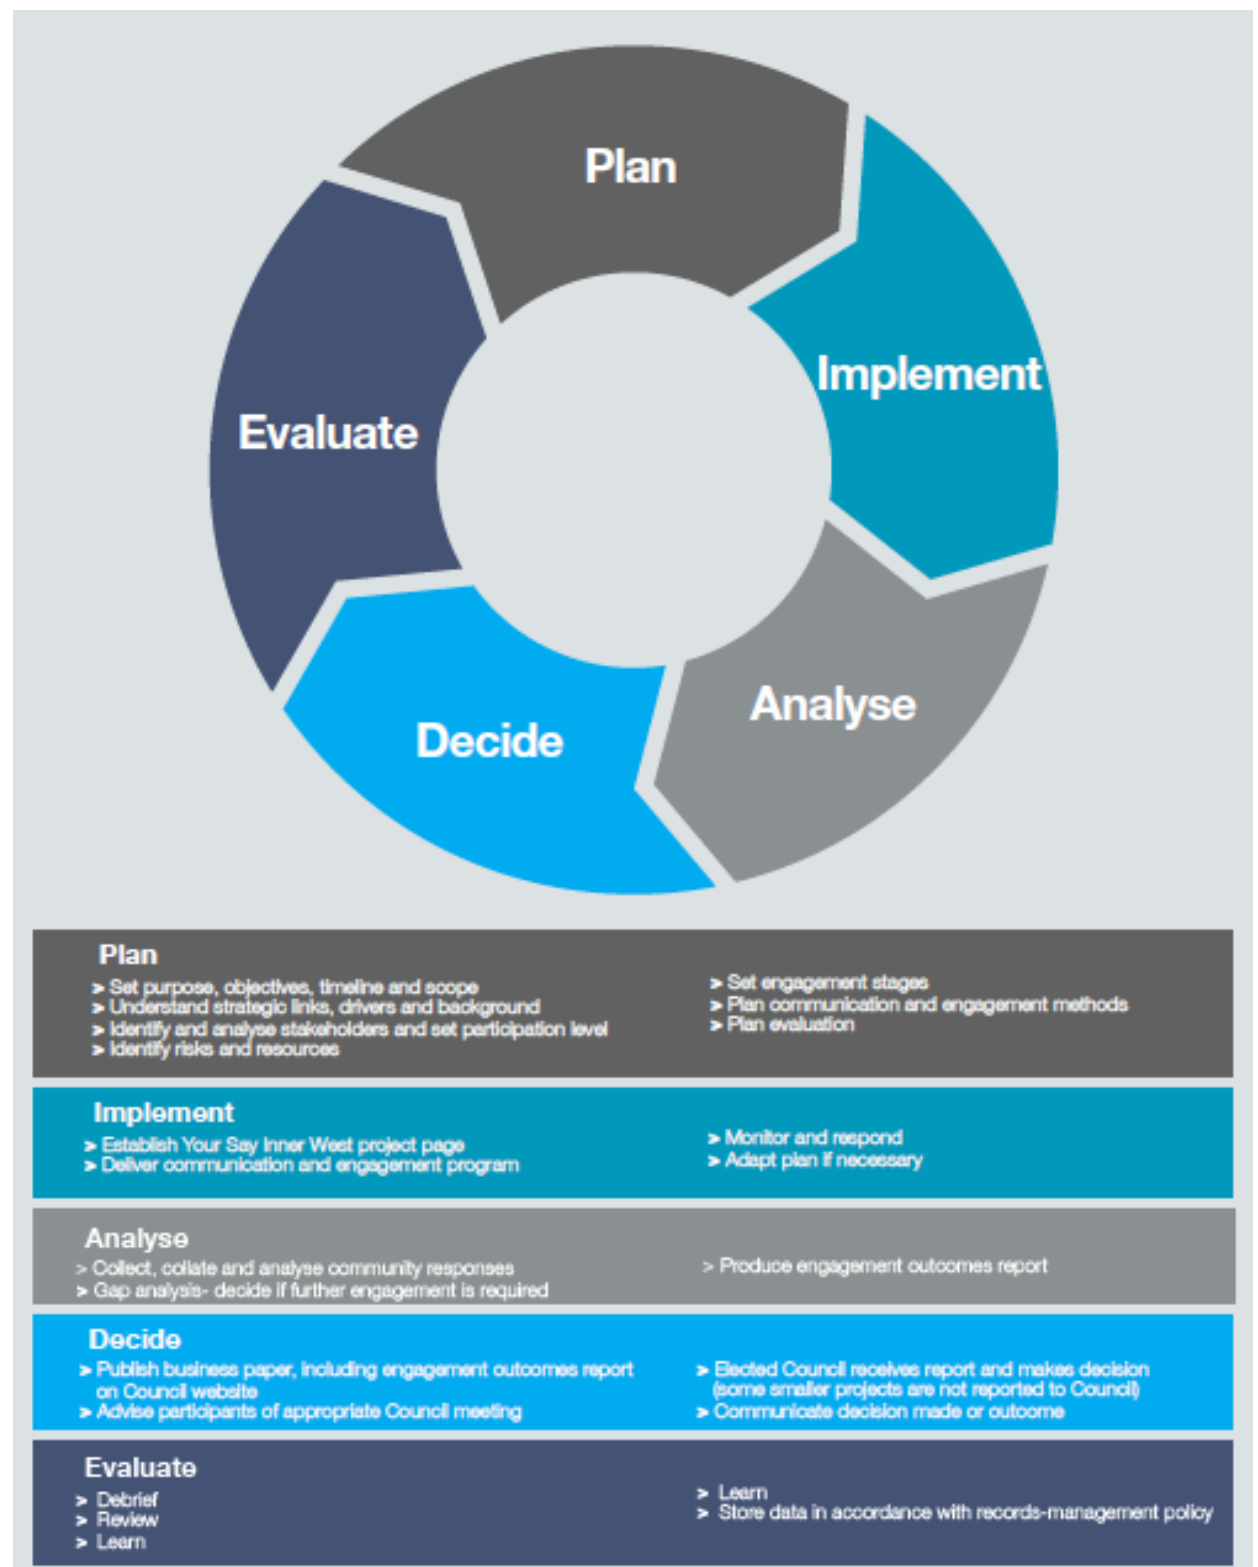 Plan
Implement
Evaluate
Analyse
Decide
Plan
> Set purpose, objectives, timeline and scope
> Understand strategic links, drivers and background
> Identify and analyse stakeholders and set participation level
> Identify risks and resources
> Set engagement stages
> Plan communication and engagement methods
> Plan evaluation
Implement
> Establish Your Say Inner West project page
> Deliver communication and engagement program
> Monitor and respond
> Adapt plan if necessary
Analyse
> Collect, collate and analyse community responses
> Gap analysis- decide if further engagement is required
> Produce engagement outcomes report
Decide
> Publish business paper, including engagement outcomes report
on Council website
> Advise participants of appropriate Council meeting
> Elected Council receives report and makes decision
(some smaller projects are not reported to Council)
> Communicate decision made or outcome
Evaluate
> Debrief
> Review
> Learn
> Learn
> Store data in accordance with records-management policy